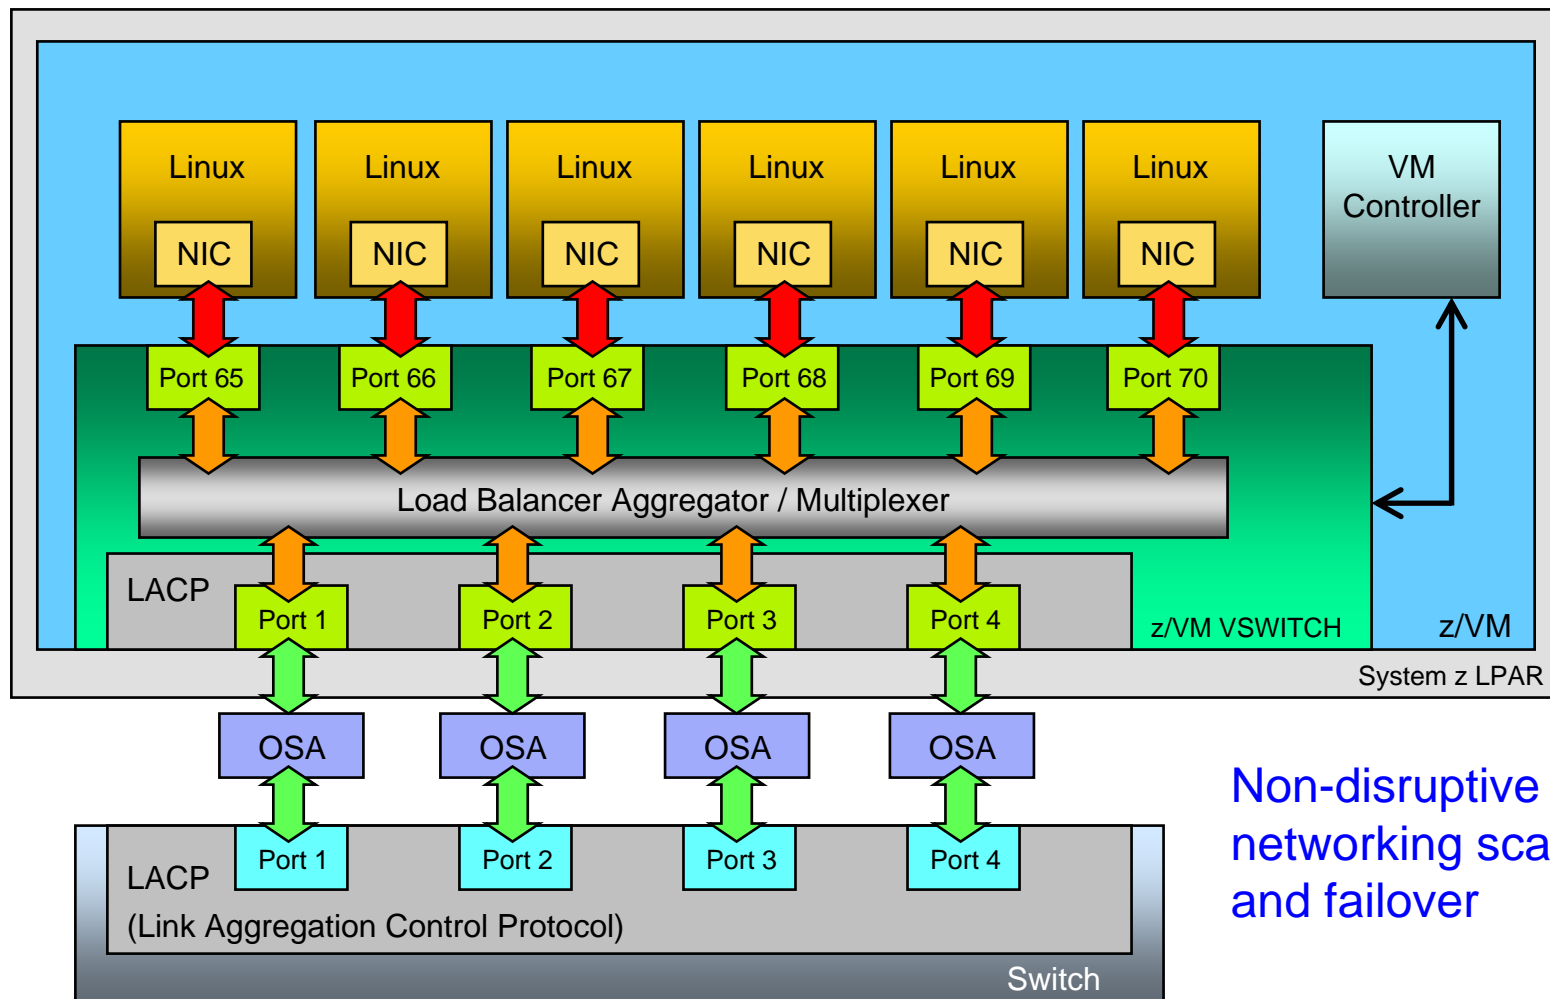 Linux Linux Linux Linux Linux Linux
VM
Controller
NIC NIC NIC NIC NIC NIC
Port 65 Port 66 Port 67 Port 68 Port 69 Port 70
Load Balancer Aggregator / Multiplexer
LACP
Port 1 Port 2 Port 3 Port 4
z/VM VSWITCH
z/VM
System z LPAR
OSA OSA OSA OSA
Non-disruptive
networking sca
and failover
Port 1 Port 2 Port 3 Port 4
LACP
(Link Aggregation Control Protocol)
Switch